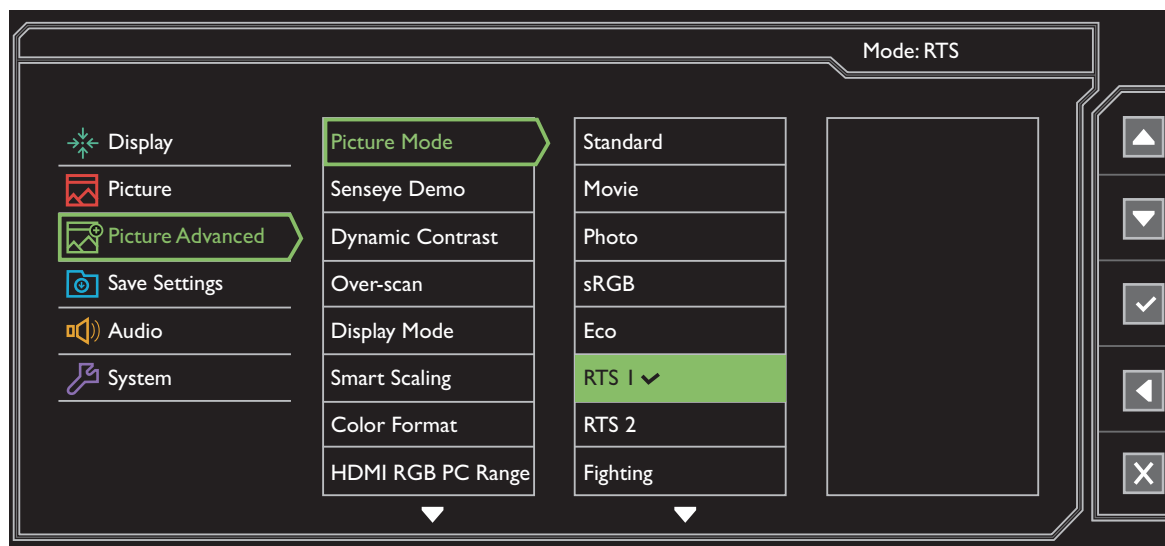 Mode: RTS
Display
Picture
Picture Advanced
Save Settings
Audio
System
Picture Mode
Senseye Demo
Dynamic Contrast
Over-scan
Display Mode
Smart Scaling
Color Format
HDMI RGB PC Range
Standard
Movie
Photo
sRGB
Eco
RTS 1
RTS 2
Fighting